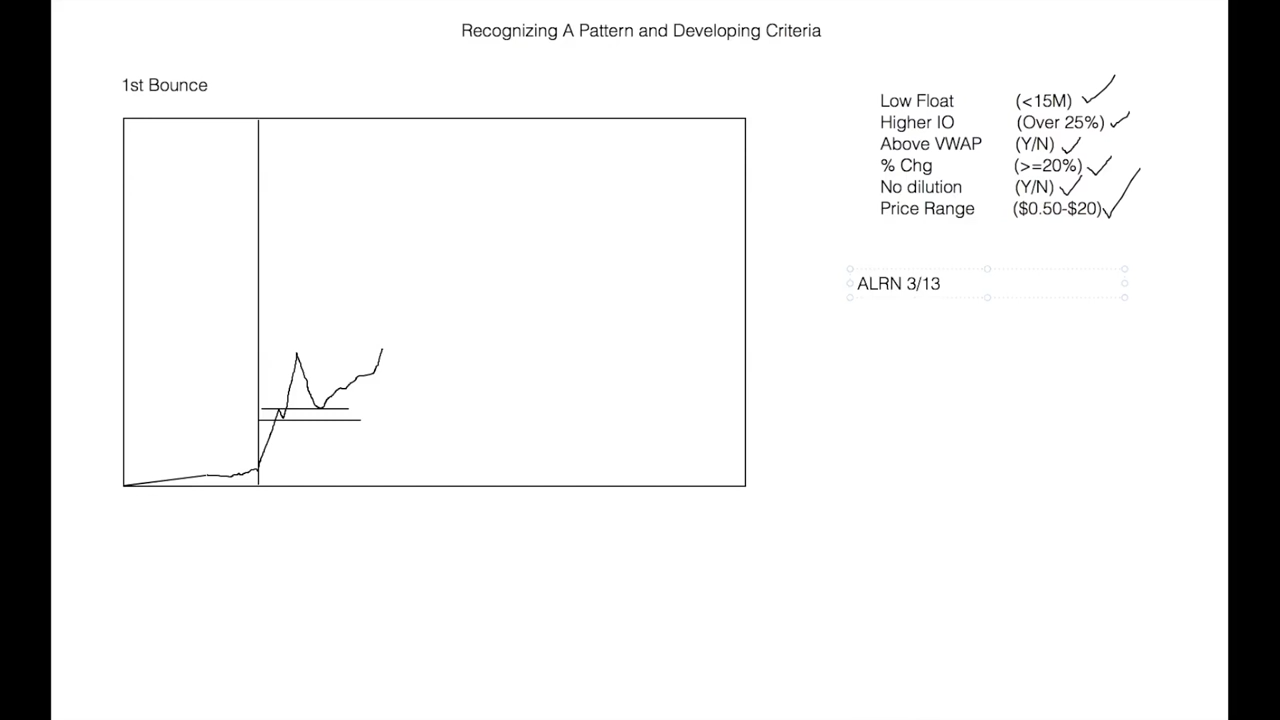 Recognizing A Pattern and Developing Criteria
1st Bounce
Low Float (<15M)
Higher IO (Over 25%)
Above VWAP (Y/N)
% Chg (>=20%)
No dilution (Y/N)
Price Range ($0.50-$20)
ALRN 3/13